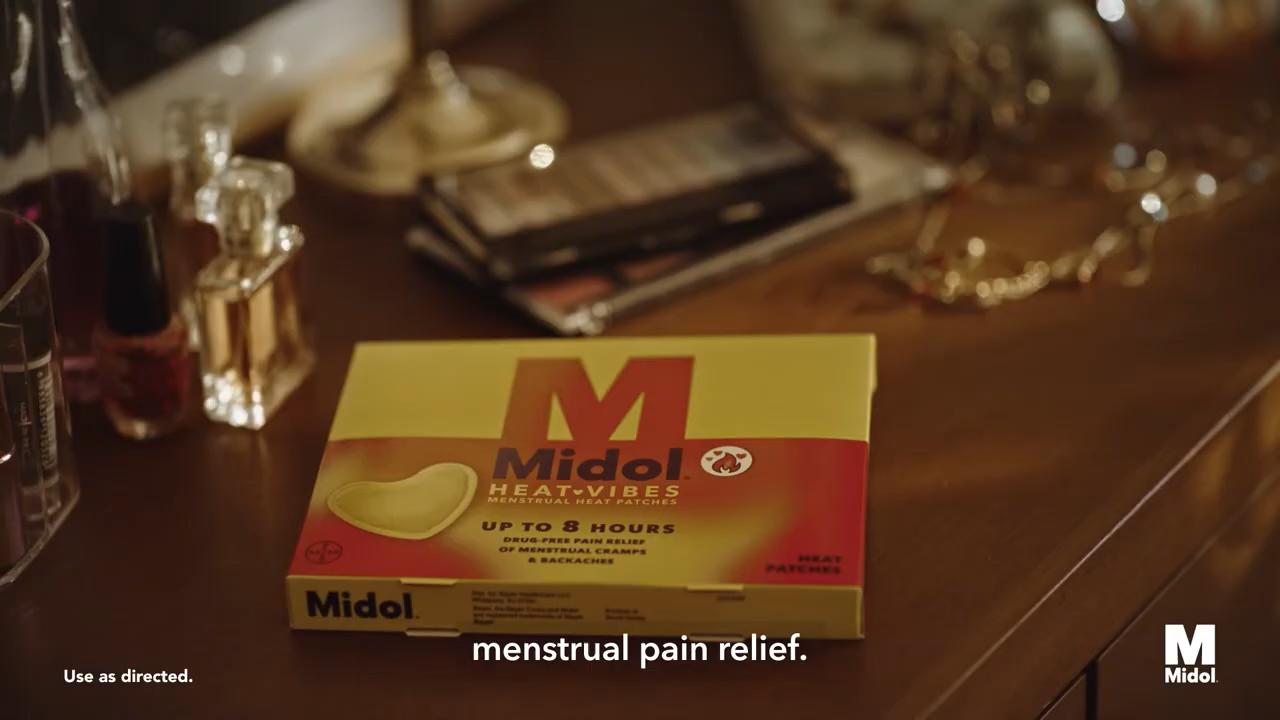 M
Midol
HEAT VIBES
MENSTRUAL HEAT PATCHES
UP TO 8 HOURS
DRUG-FREE PAIN RELIEF
OF MENSTRUAL CRAMPS
& BACKACHES
HEAT
PATCHES
Midol
menstrual pain relief.
Use as directed.
M
Midol